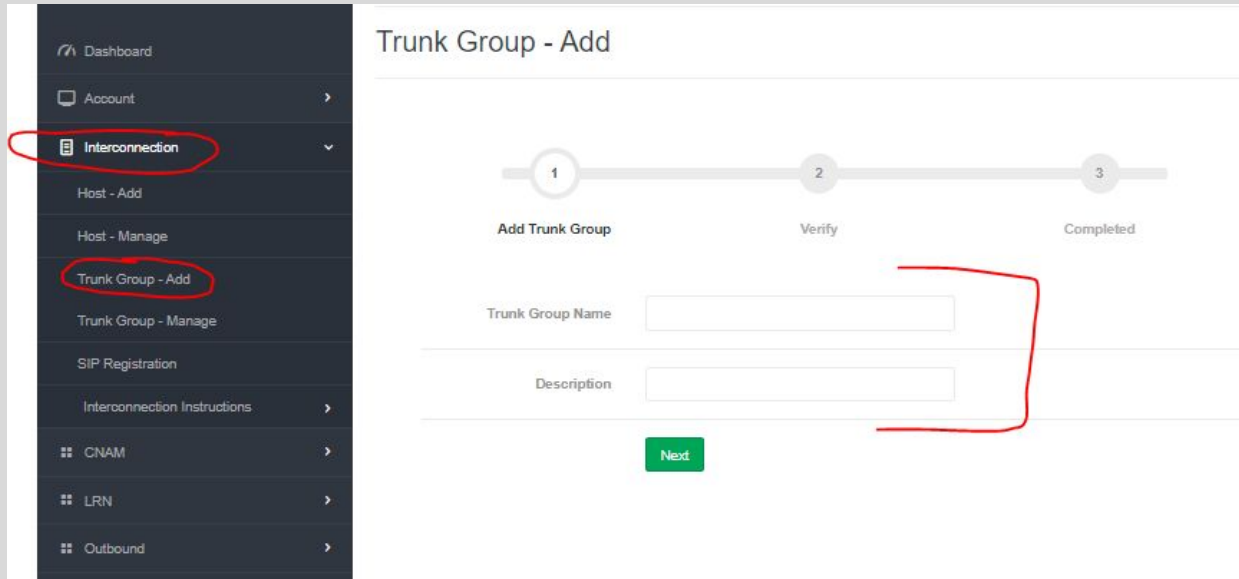 Dashboard
Account
Interconnection
Host - Add
Host - Manage
Trunk Group - Add
Trunk Group - Manage
SIP Registration
Interconnection Instructions
CNAM
LRN
Outbound
Trunk Group - Add
1
2
3
Add Trunk Group
Verify
Completed
Trunk Group Name
Description
Next